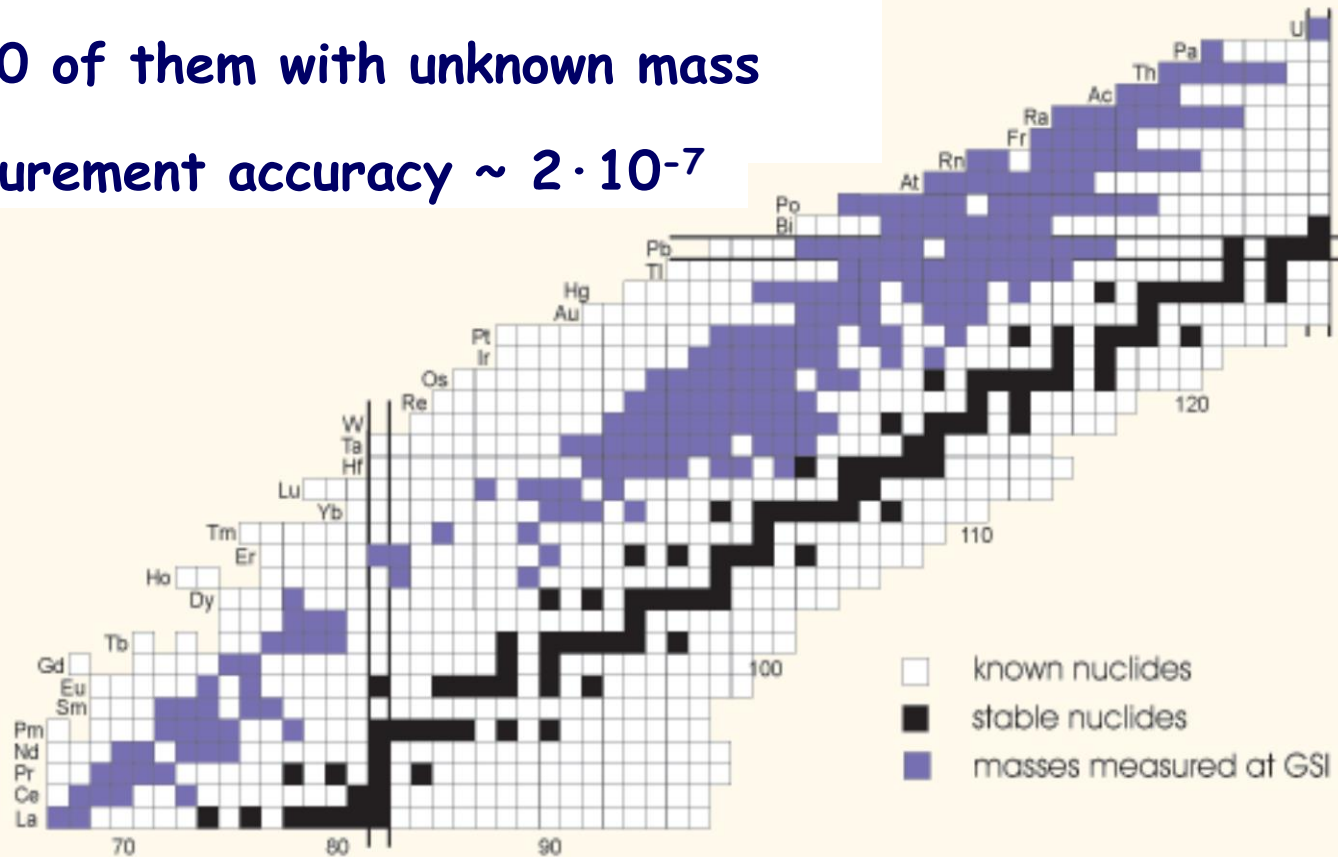 0 of them with unknown mass
urement accuracy ~ 2·10⁻⁷
U
Pa
Th
Ac
Ra
Fr
Rn
At
Po
Bi
Pb
Tl
Hg
Au
Pt
Ir
Os
Re
W
Ta
Hf
Lu
Yb
Tm
Er
Ho
Dy
Tb
Gd
Eu
Sm
Pm
Nd
Pr
Ce
La
120
110
100
70 80 90
known nuclides
stable nuclides
masses measured at GSI